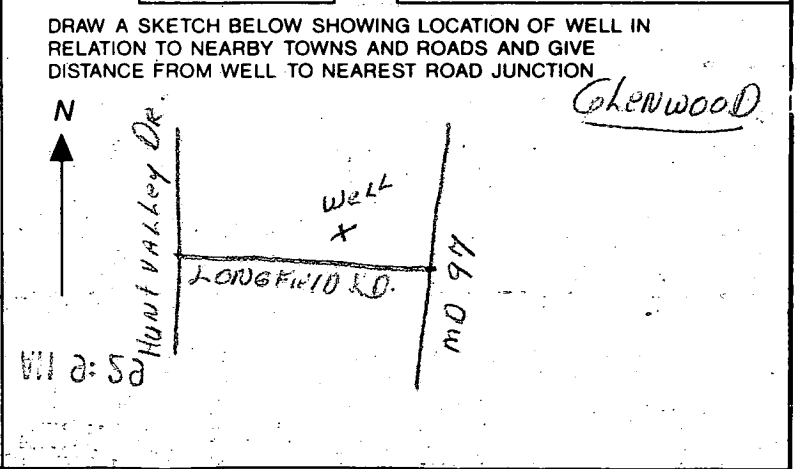 DRAW A SKETCH BELOW SHOWING LOCATION OF WELL IN
RELATION TO NEARBY TOWNS AND ROADS AND GIVE
DISTANCE FROM WELL TO NEAREST ROAD JUNCTION
GLENWOOD
N
HUNT VALLEY DR.
WELL
X
LONGFIELD RD.
MD 97